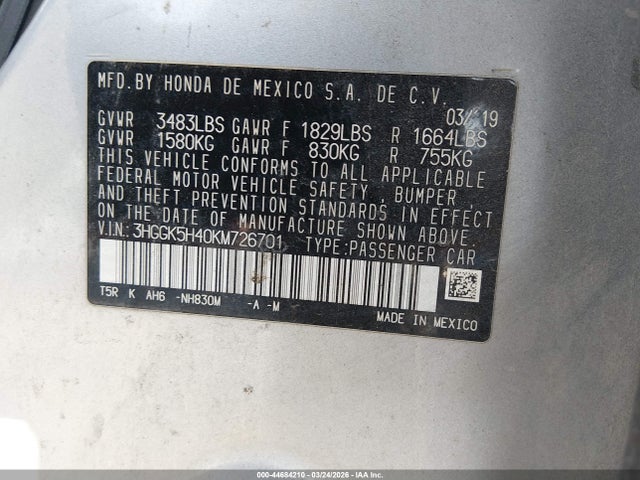 MFD.BY HONDA DE MEXICO S.A. DE C.V.
03/19
GVWR 3483LBS GAWR F 1829LBS R 1664LBS
GVWR 1580KG GAWR F 830KG R 755KG
THIS VEHICLE CONFORMS TO ALL APPLICABLE
FEDERAL MOTOR VEHICLE SAFETY , BUMPER ,
AND THEFT PREVENTION STANDARDS IN EFFECT
ON THE DATE OF MANUFACTURE SHOWN ABOVE.
V.I.N.: 3HGGK5H40KM726701 TYPE:PASSENGER CAR
T5R K AH6 -NH830M -A -M
MADE IN MEXICO
000-44684210 - 03/24/2026 - IAA Inc.